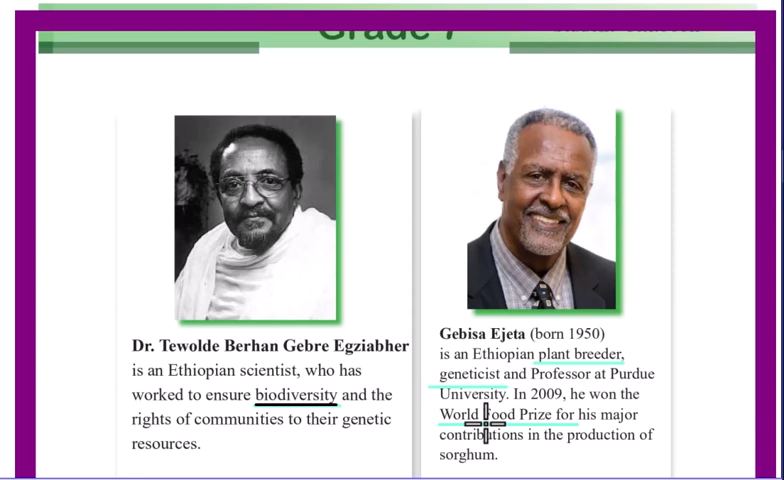 Grade 7
Dr. Tewolde Berhan Gebre Egziabher
is an Ethiopian scientist, who has
worked to ensure biodiversity and the
rights of communities to their genetic
resources.
Gebisa Ejeta (born 1950)
is an Ethiopian plant breeder,
geneticist and Professor at Purdue
University. In 2009, he won the
World Food Prize for his major
contributions in the production of
sorghum.